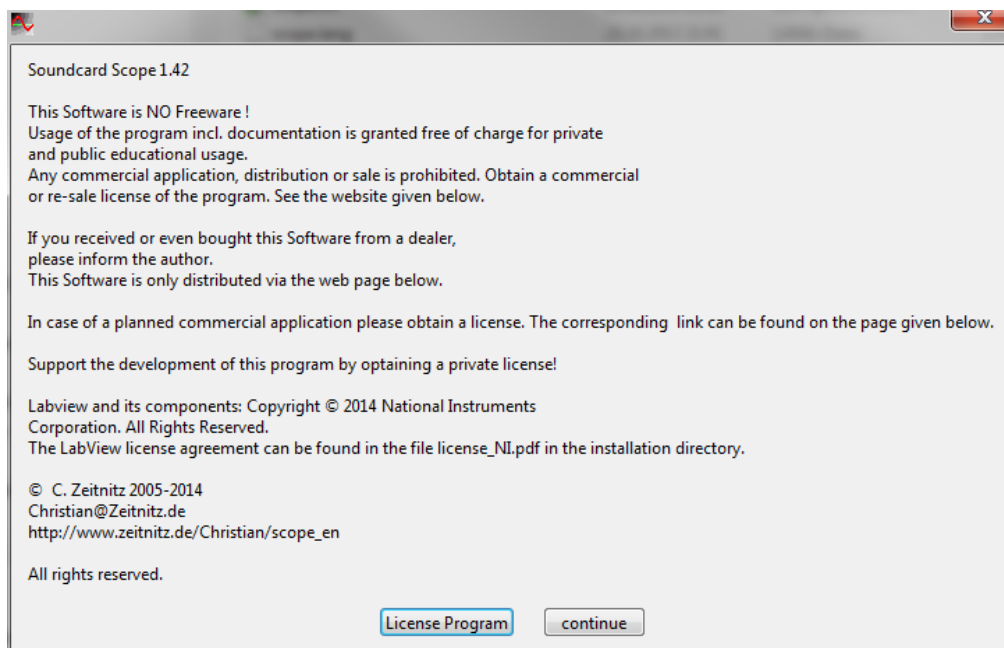 Soundcard Scope 1.42
This Software is NO Freeware !
Usage of the program incl. documentation is granted free of charge for private
and public educational usage.
Any commercial application, distribution or sale is prohibited. Obtain a commercial
or re-sale license of the program. See the website given below.
If you received or even bought this Software from a dealer,
please inform the author.
This Software is only distributed via the web page below.
In case of a planned commercial application please obtain a license. The corresponding  link can be found on the page given below.
Support the development of this program by optaining a private license!
Labview and its components: Copyright © 2014 National Instruments
Corporation. All Rights Reserved.
The LabView license agreement can be found in the file license_NI.pdf in the installation directory.
©  C. Zeitnitz 2005-2014
Christian@Zeitnitz.de
http://www.zeitnitz.de/Christian/scope_en
All rights reserved.
License Program continue